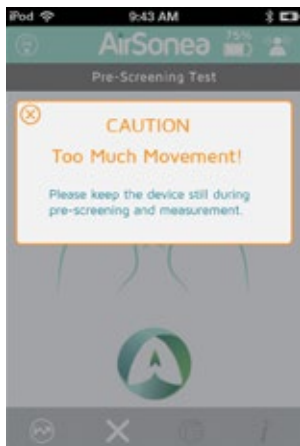 iPod 9:43 AM
AirSonea 75%
Pre-Screening Test
CAUTION
Too Much Movement!
Please keep the device still during
pre-screening and measurement.